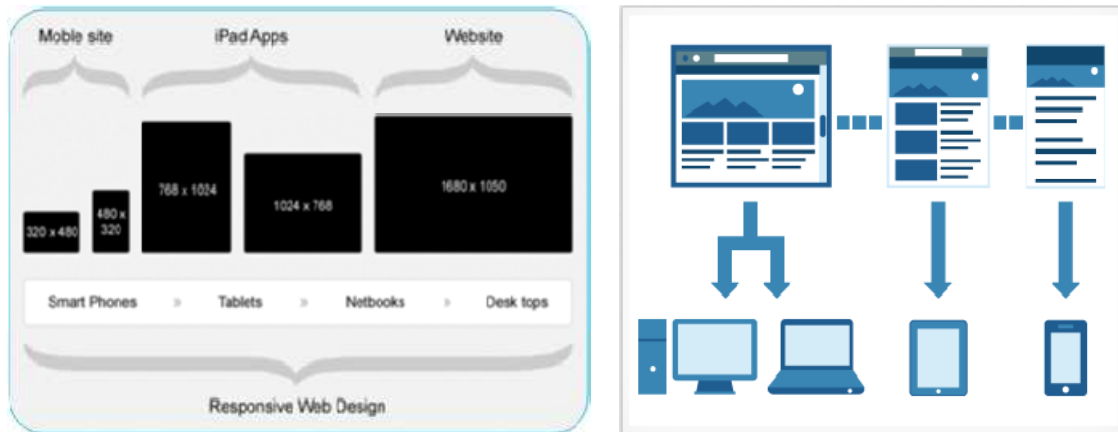 Moble site iPad Apps Website
768 x 1024
1680 x 1050
480 x
320
1024 x 768
320 x 480
Smart Phones » Tablets » Netbooks » Desk tops
Responsive Web Design